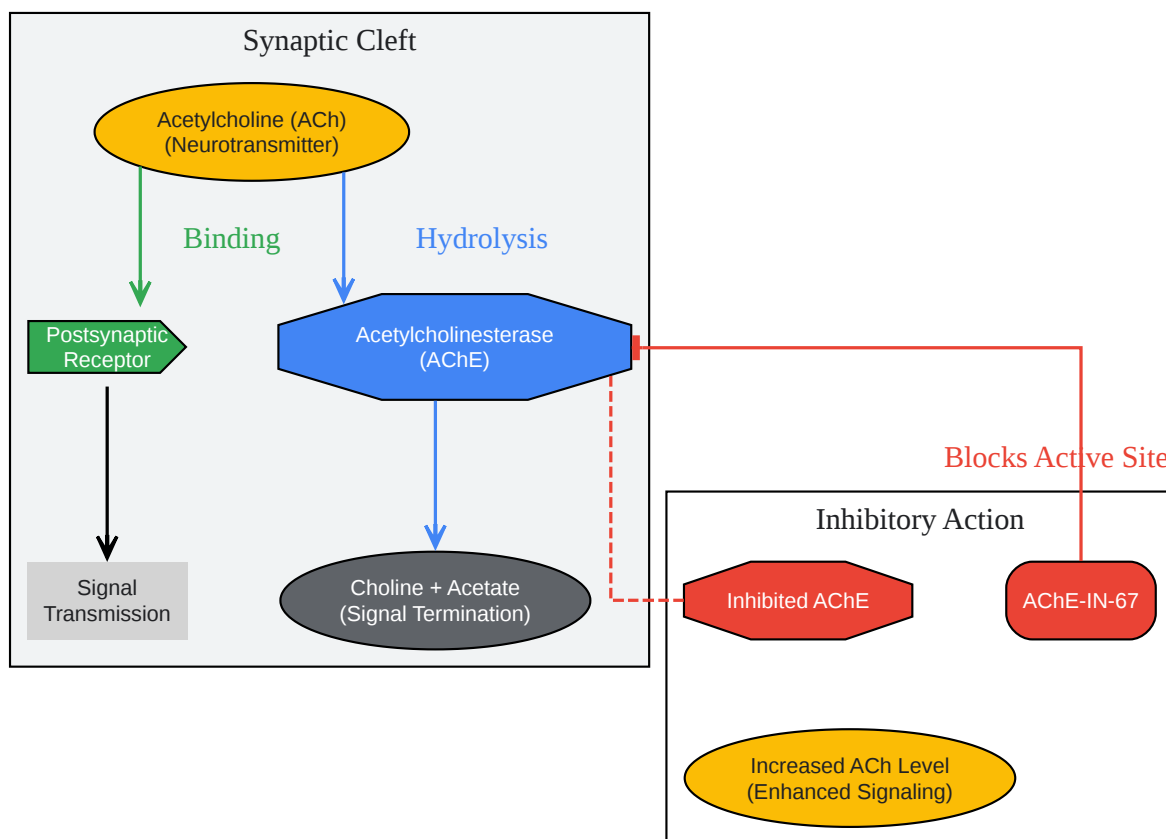 Synaptic Cleft
Acetylcholine (ACh)
(Neurotransmitter)
Binding
Hydrolysis
Postsynaptic
Receptor
Acetylcholinesterase
(AChE)
Blocks Active Site
Inhibitory Action
Signal
Transmission
Choline + Acetate
(Signal Termination)
Inhibited AChE
AChE-IN-67
Increased ACh Level
(Enhanced Signaling)